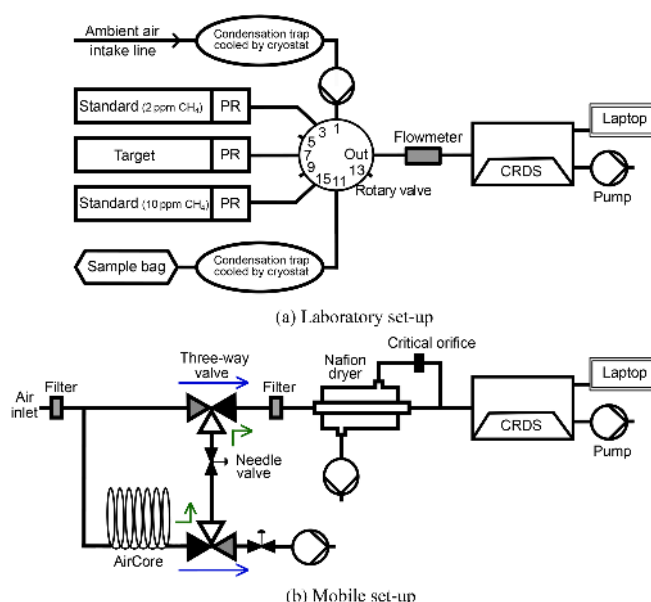 Ambient air
intake line
Condensation trap
cooled by cryostat
Standard (2 ppm CH₄) PR
Target PR
Standard (10 ppm CH₄) PR
1
3
5
7
9
15
11
13
Out
Rotary valve
Flowmeter
CRDS
Laptop
Pump
Sample bag
Condensation trap
cooled by cryostat
(a) Laboratory set-up
Air
inlet
Filter
Three-way
valve
Filter
Nafion
dryer
Critical orifice
Laptop
CRDS
Pump
Needle
valve
AirCore
(b) Mobile set-up